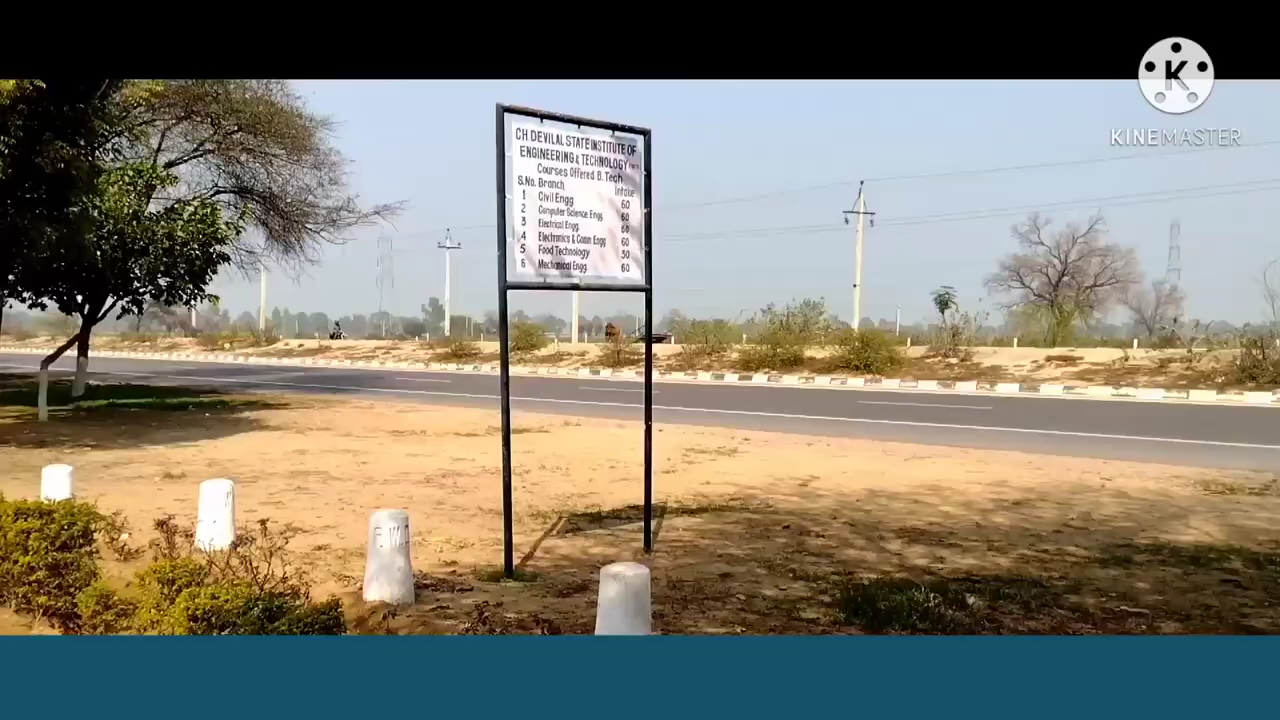 CH. DEVILAL STATE INSTITUTE OF
ENGINEERING & TECHNOLOGY
Courses Offered B. Tech
S.No. Branch Intake
1 Civil Engg 60
2 Computer Science Engg 60
3 Electrical Engg. 60
4 Electronics & Comm Engg 60
5 Food Technology 30
6 Mechanical Engg 60
K
KINEMASTER